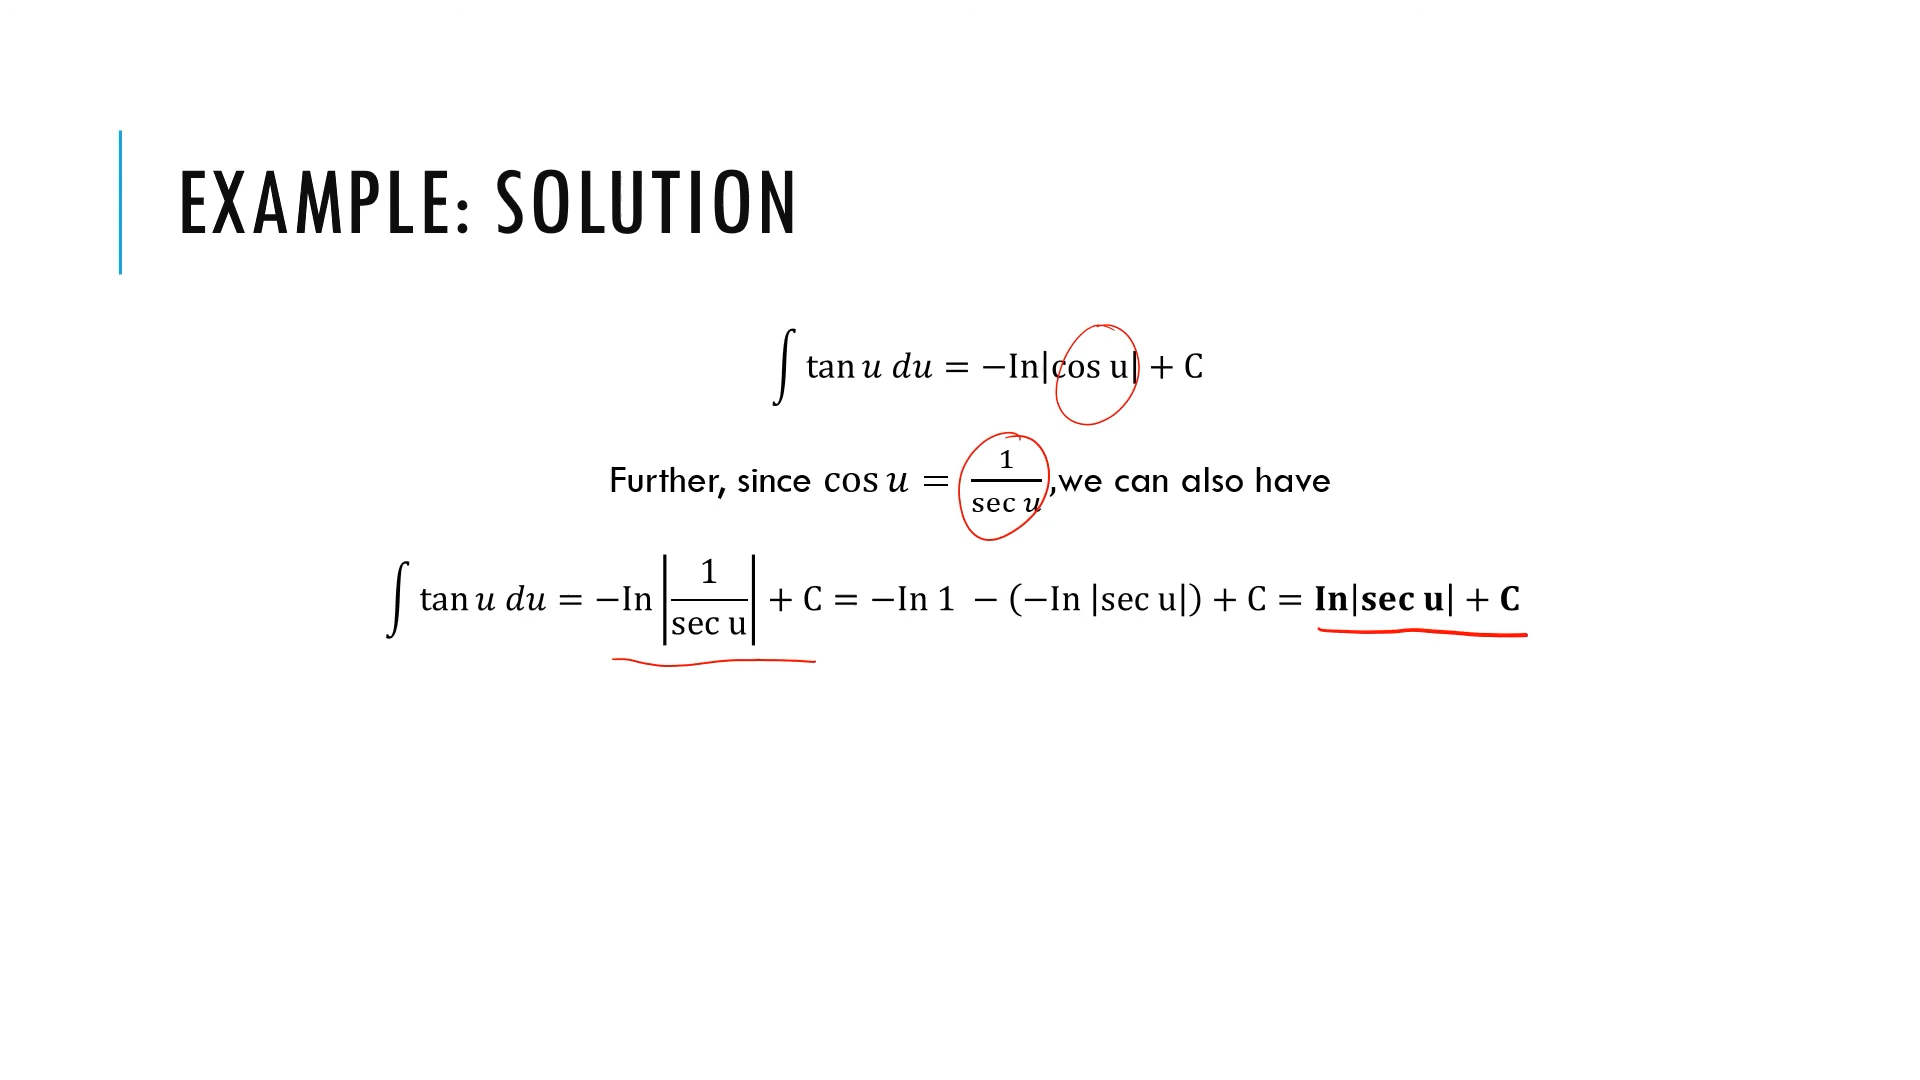 EXAMPLE: SOLUTION
∫ tan u du = −In|cos u| + C
Further, since cos u = 1/sec u ,we can also have
∫ tan u du = −In |1/sec u| + C = −In 1 − (−In |sec u|) + C = In|sec u| + C